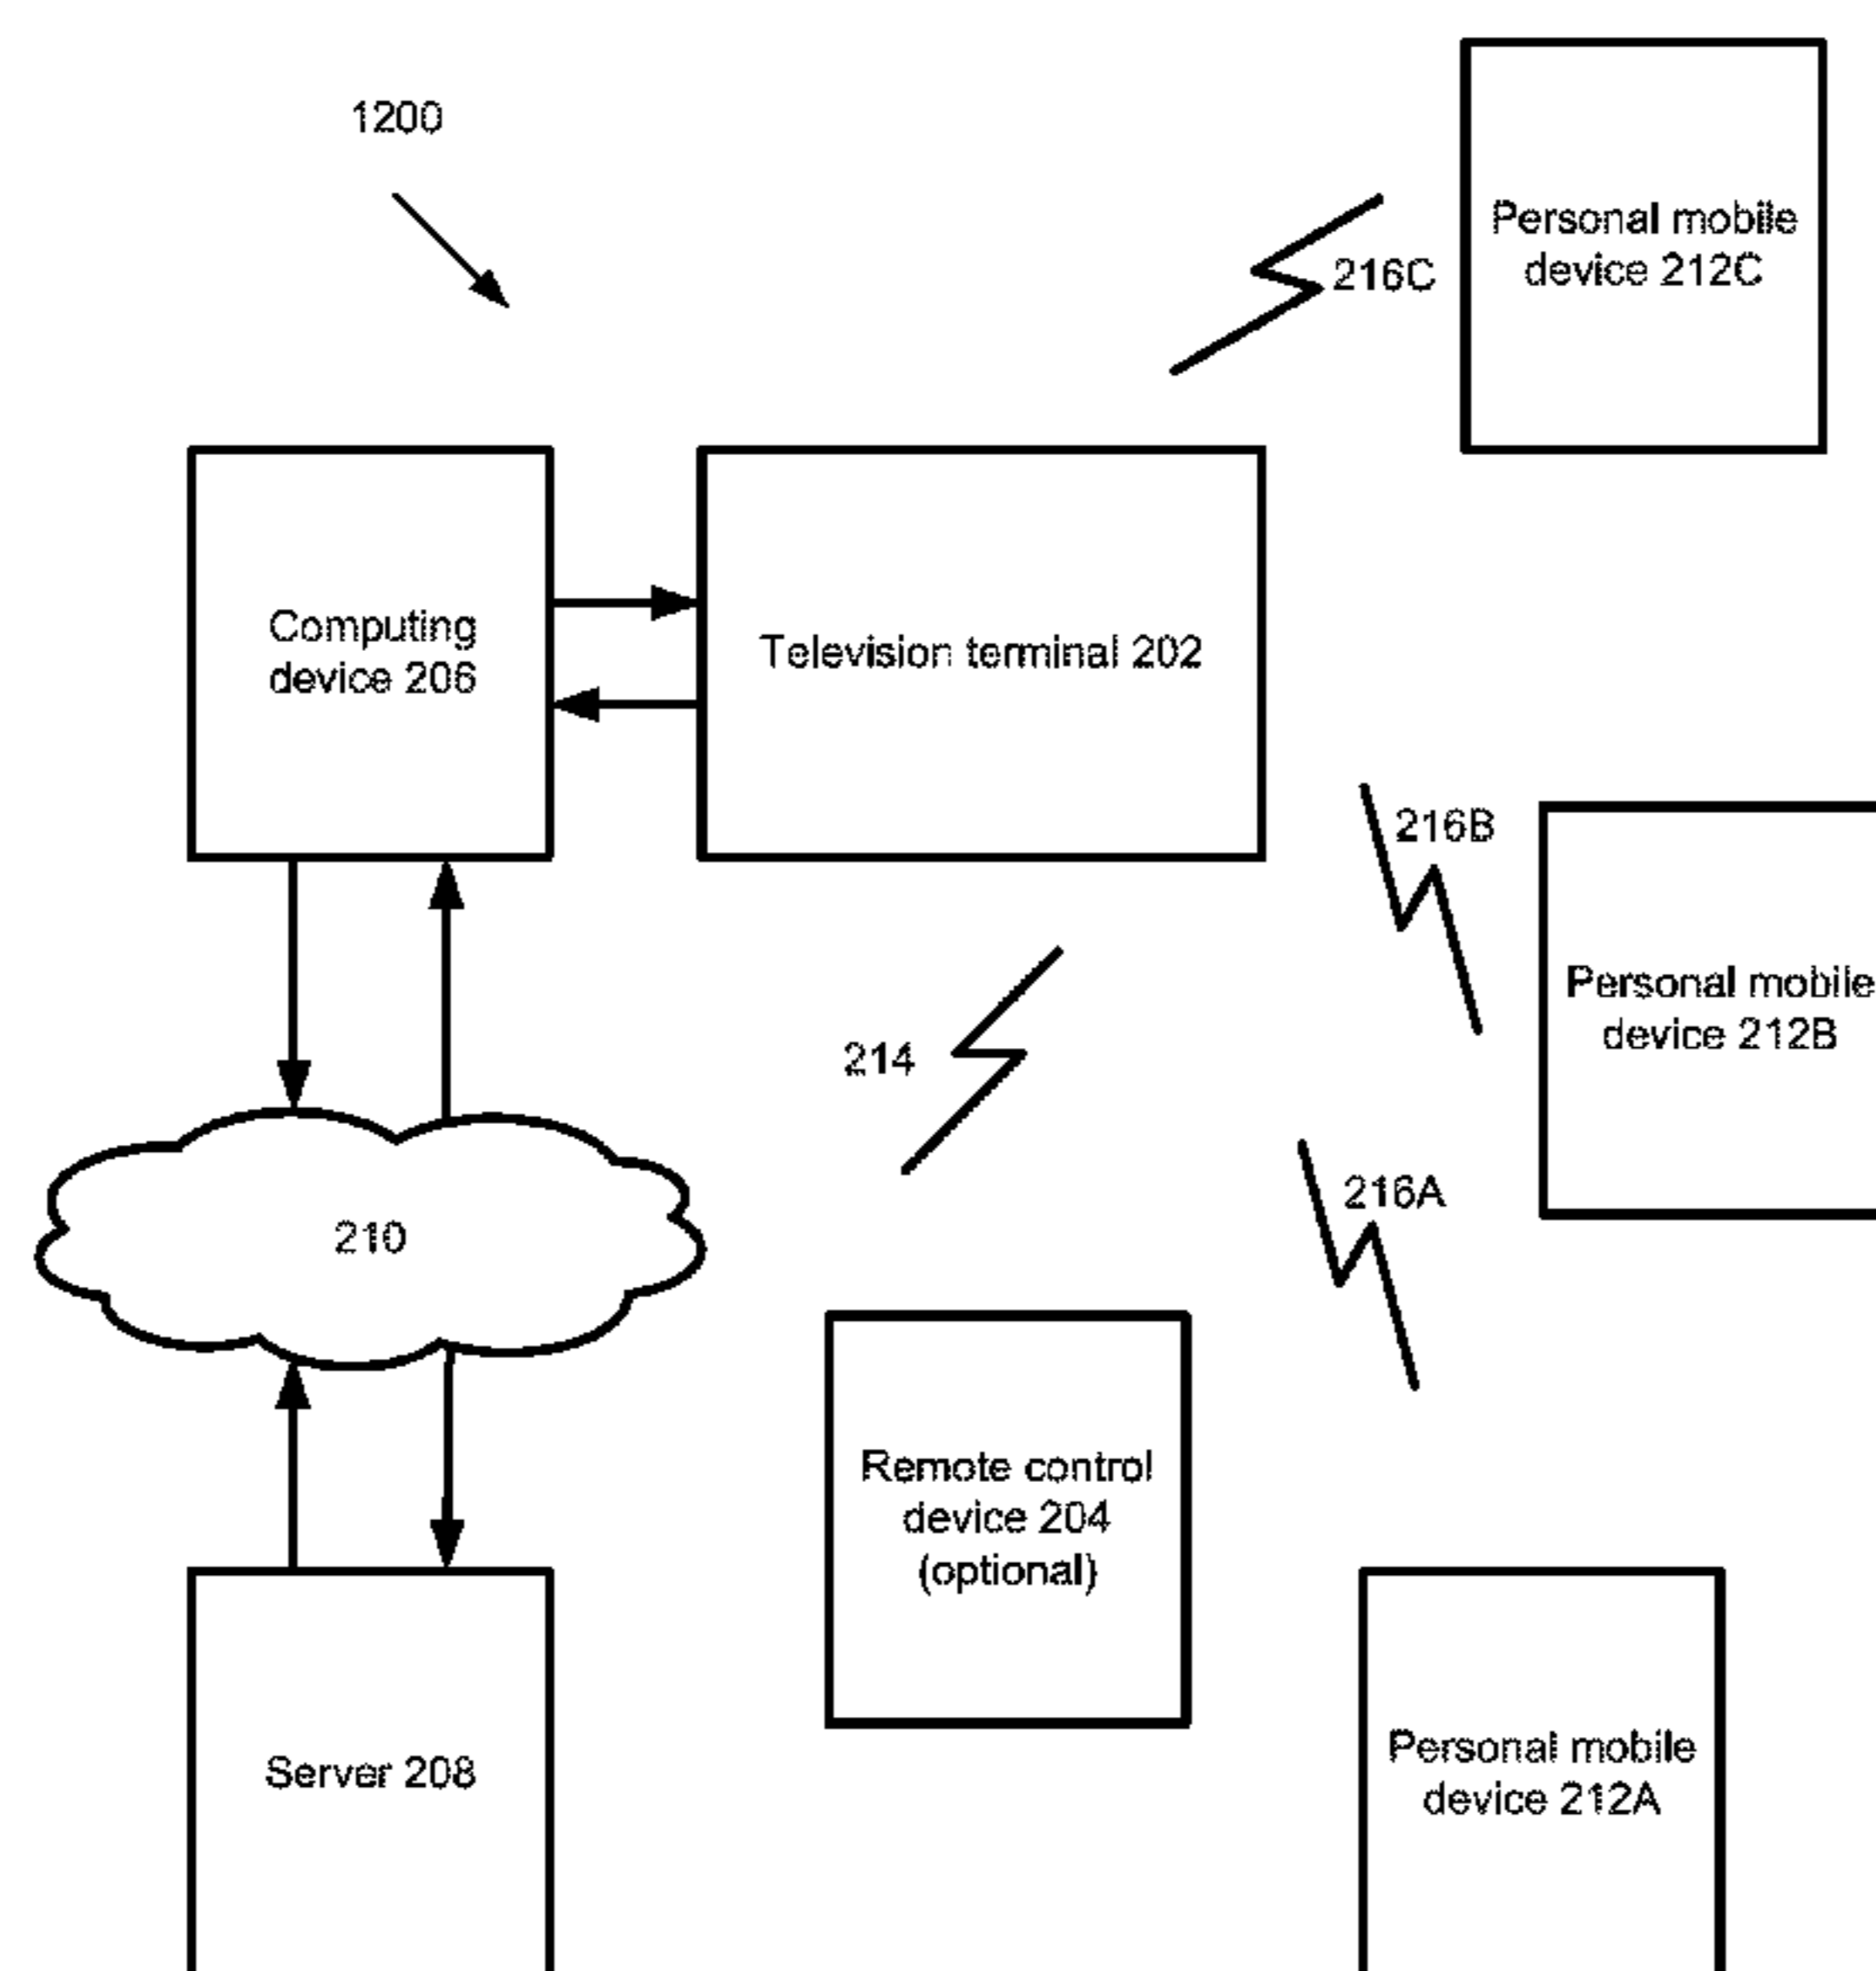 1200
Personal mobile
device 212C
216C
Computing
device 206
Television terminal 202
216B
Personal mobile
device 212B
214
216A
210
Remote control
device 204
(optional)
Server 208
Personal mobile
device 212A